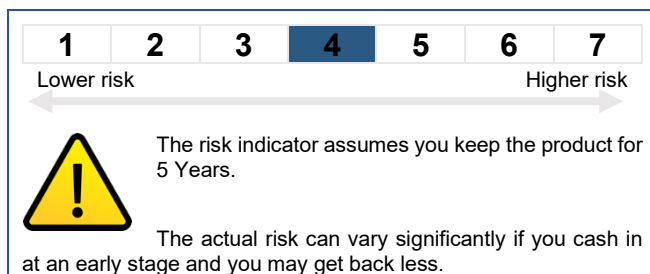 1 2 3 4 5 6 7
Lower risk Higher risk
The risk indicator assumes you keep the product for
5 Years.
The actual risk can vary significantly if you cash in
at an early stage and you may get back less.